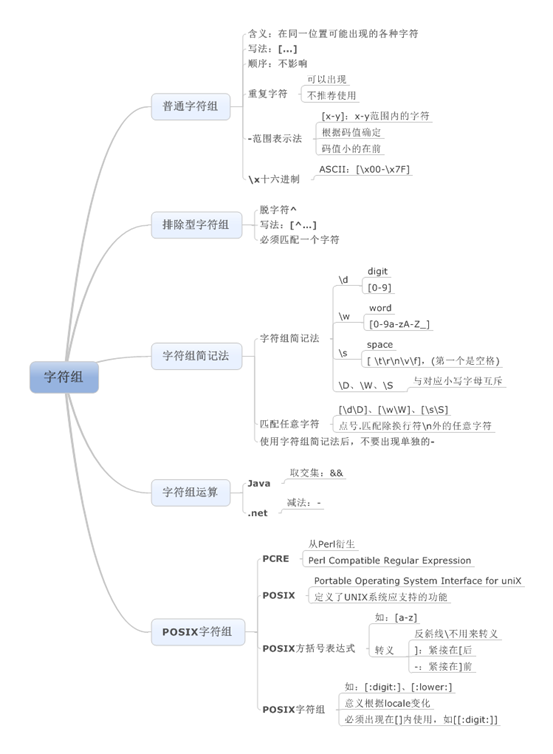 字符组
普通字符组
含义：在同一位置可能出现的各种字符
写法：[...]
顺序：不影响
重复字符
可以出现
不推荐使用
-范围表示法
[x-y]：x-y范围内的字符
根据码值确定
码值小的在前
\x十六进制
ASCII：[\x00-\x7F]
排除型字符组
脱字符^
写法：[^...]
必须匹配一个字符
字符组简记法
字符组简记法
\d
digit
[0-9]
\w
word
[0-9a-zA-Z_]
\s
space
[ \t\r\n\v\f]，(第一个是空格)
\D、\W、\S
与对应小写字母互斥
匹配任意字符
[\d\D]、[\w\W]、[\s\S]
点号.匹配除换行符\n外的任意字符
使用字符组简记法后，不要出现单独的-
字符组运算
Java
取交集：&&
.net
减法：-
POSIX字符组
PCRE
从Perl衍生
Perl Compatible Regular Expression
POSIX
Portable Operating System Interface for uniX
定义了UNIX系统应支持的功能
POSIX方括号表达式
如：[a-z]
转义
反斜线\不用来转义
]：紧接在[后
-：紧接在]前
POSIX字符组
如：[:digit:]、[:lower:]
意义根据locale变化
必须出现在[]内使用，如[[:digit:]]